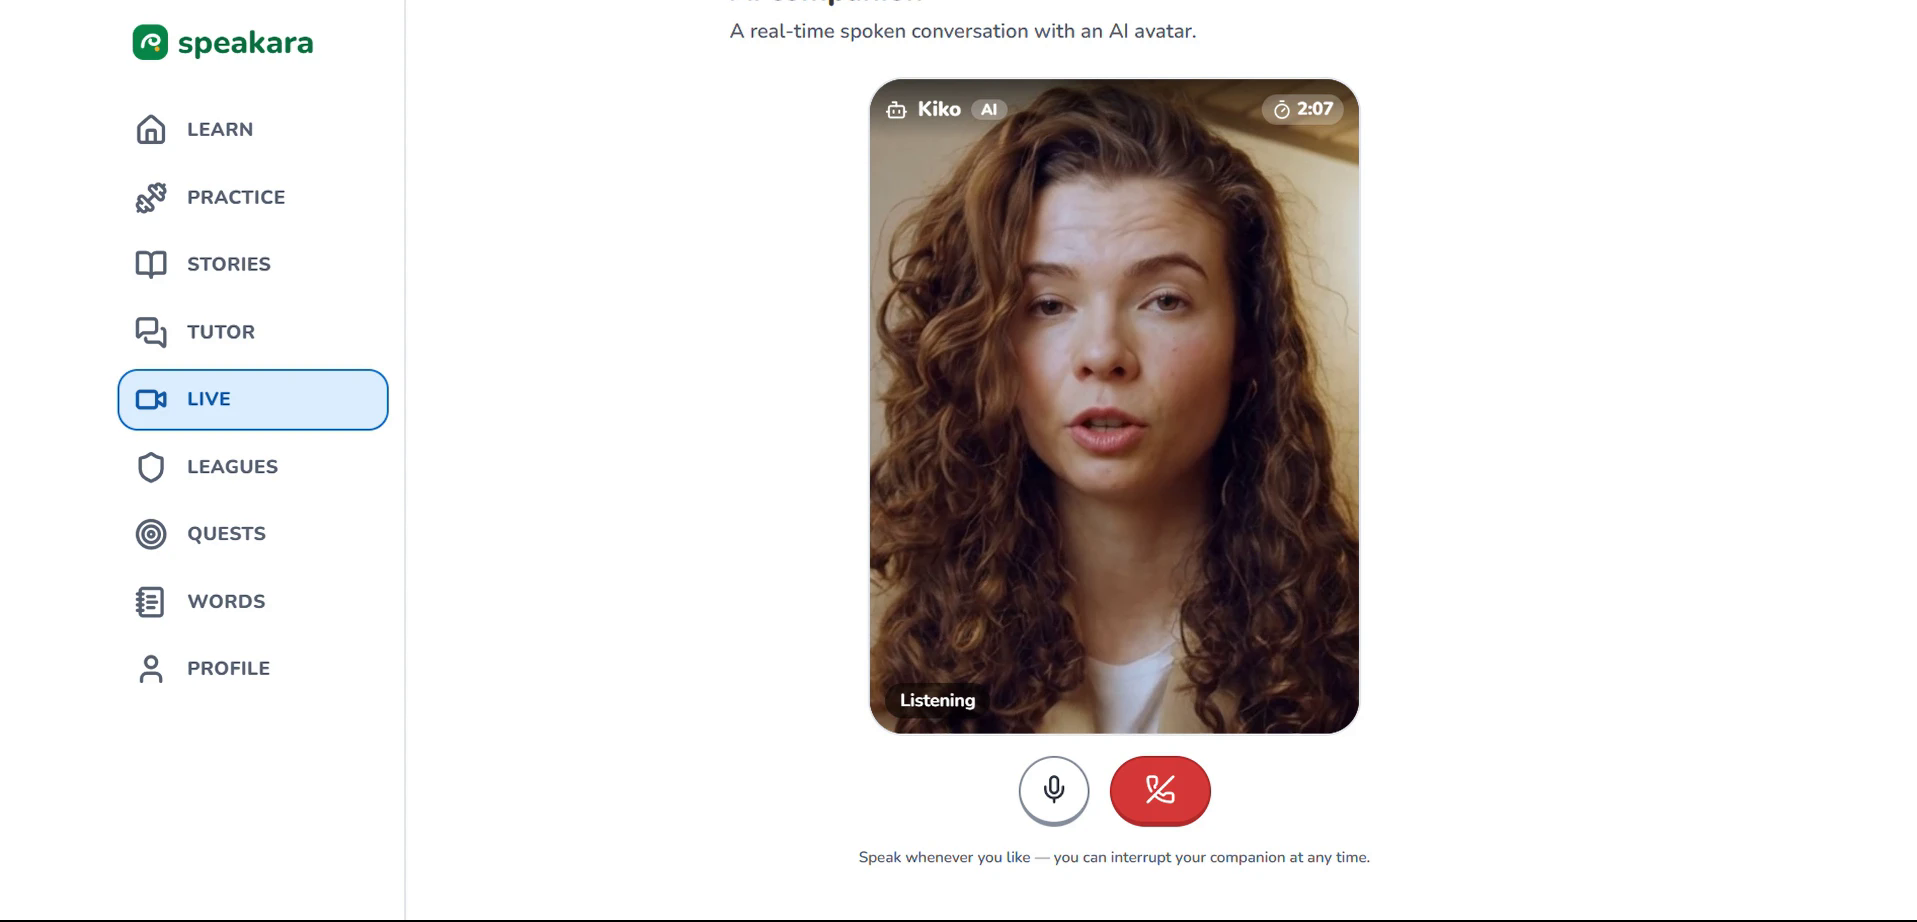 speakara
LEARN
PRACTICE
STORIES
TUTOR
LIVE
LEAGUES
QUESTS
WORDS
PROFILE
A real-time spoken conversation with an AI avatar.
Kiko AI 2:07
Listening
Speak whenever you like — you can interrupt your companion at any time.